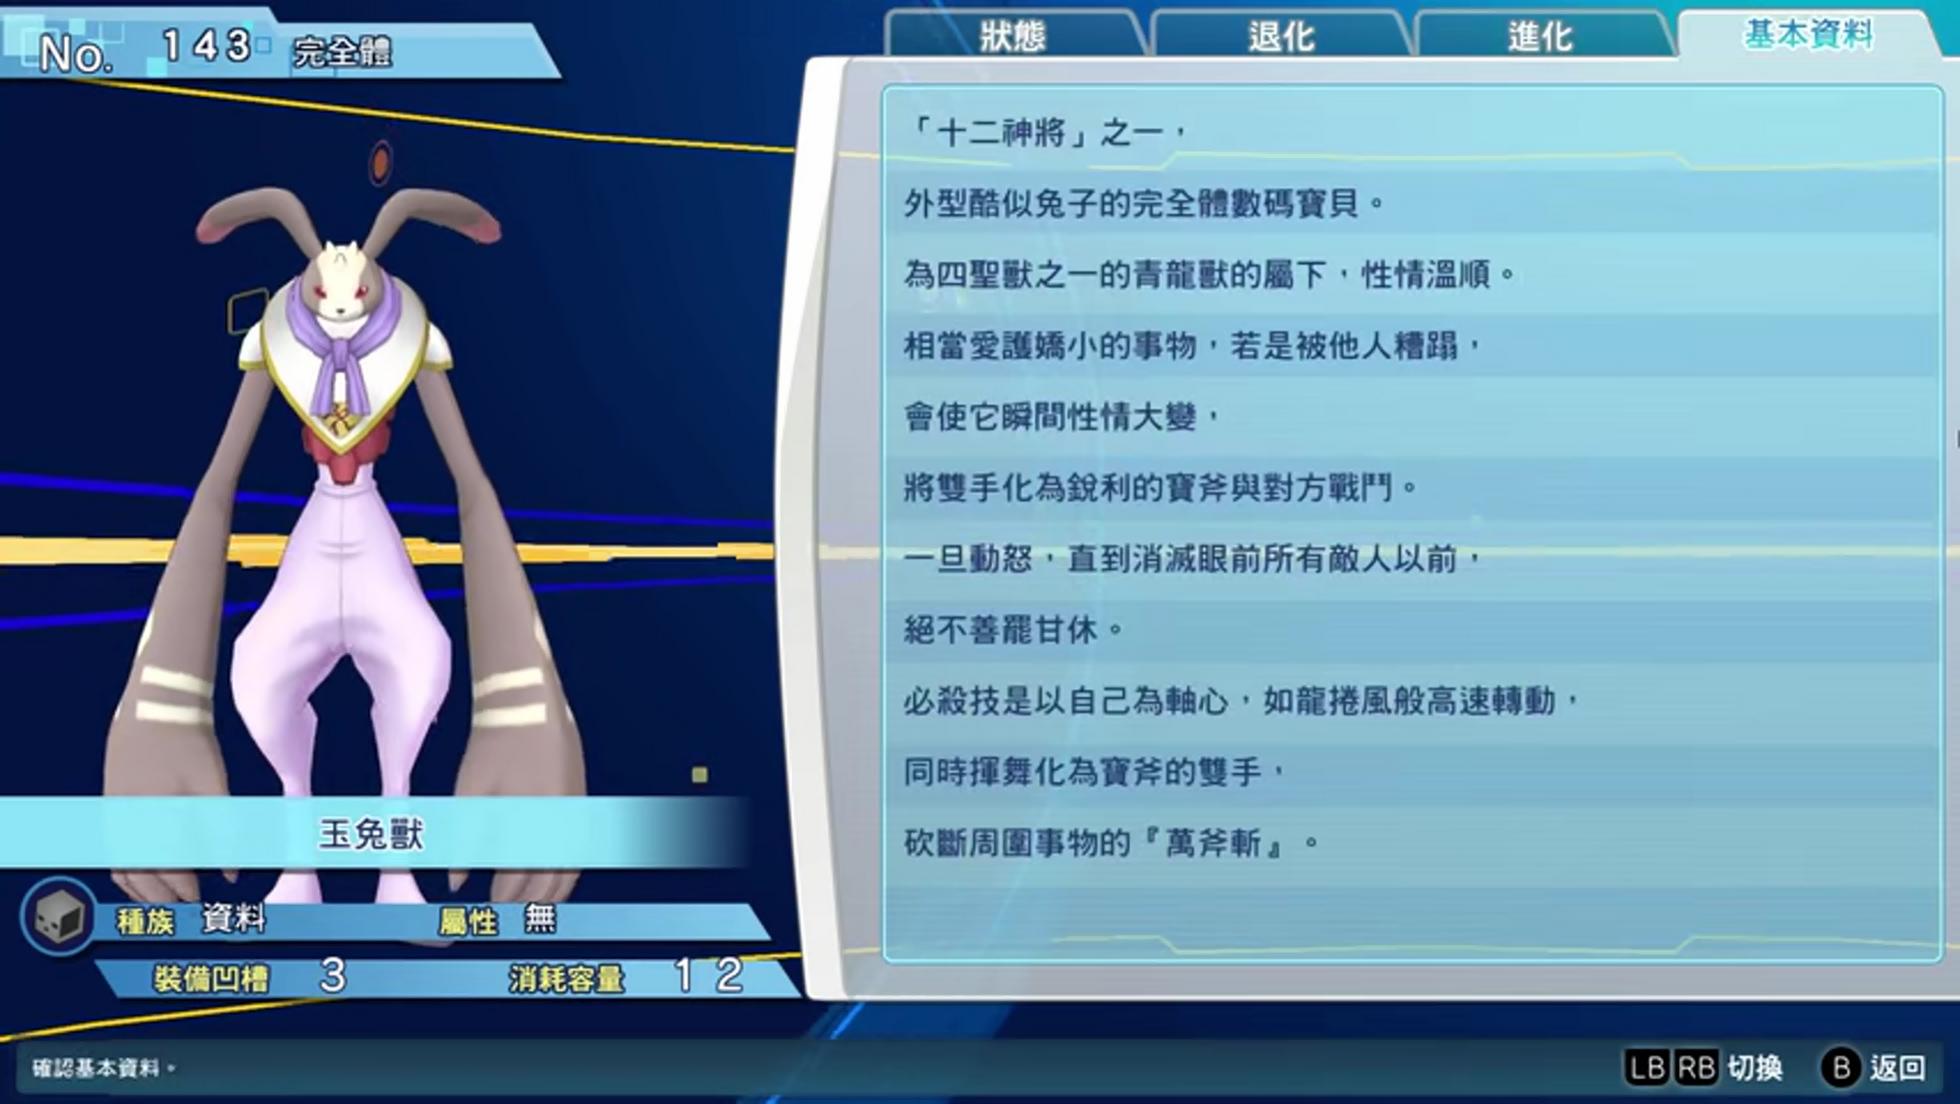 No. 143 完全體
狀態 退化 進化 基本資料
「十二神將」之一，
外型酷似兔子的完全體數碼寶貝。
為四聖獸之一的青龍獸的屬下，性情溫順。
相當愛護嬌小的事物，若是被他人糟蹋，
會使它瞬間性情大變，
將雙手化為銳利的寶斧與對方戰鬥。
一旦動怒，直到消滅眼前所有敵人以前，
絕不善罷甘休。
必殺技是以自己為軸心，如龍捲風般高速轉動，
同時揮舞化為寶斧的雙手，
砍斷周圍事物的『萬斧斬』。
玉兔獸
種族 資料 屬性 無
裝備凹槽 3 消耗容量 12
確認基本資料。
LB RB 切換 B 返回